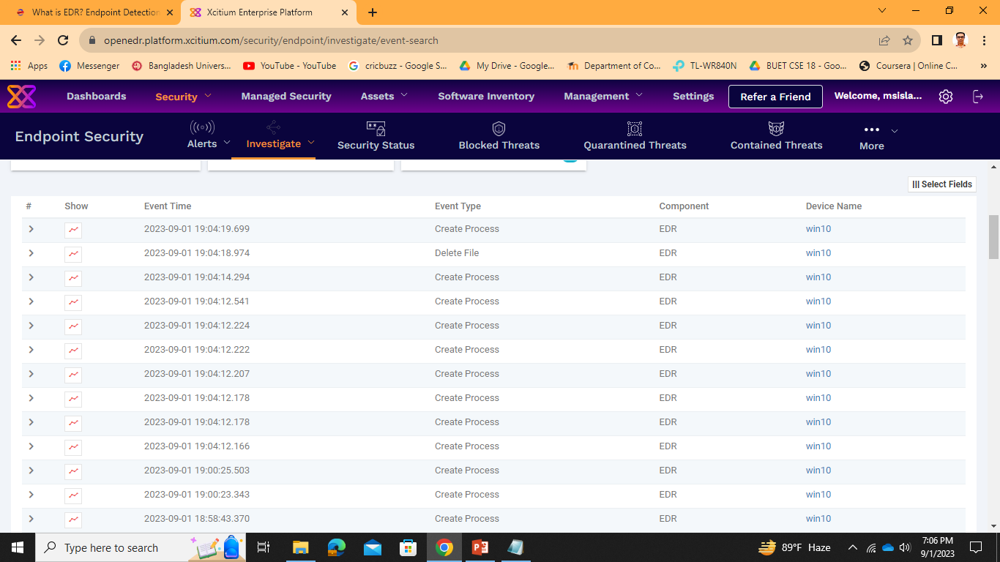 What is EDR? Endpoint Detection
Xcitium Enterprise Platform
openedr.platform.xcitium.com/security/endpoint/investigate/event-search
Apps Messenger Bangladesh Univers... YouTube - YouTube cricbuzz - Google S... My Drive - Google... Department of Co... TL-WR840N BUET CSE 18 - Goo... Coursera | Online C... »
Dashboards Security Managed Security Assets Software Inventory Management Settings Refer a Friend Welcome, msisla...
Endpoint Security Alerts Investigate Security Status Blocked Threats Quarantined Threats Contained Threats More
Select Fields
# Show Event Time Event Type Component Device Name
2023-09-01 19:04:19.699 Create Process EDR win10
2023-09-01 19:04:18.974 Delete File EDR win10
2023-09-01 19:04:14.294 Create Process EDR win10
2023-09-01 19:04:12.541 Create Process EDR win10
2023-09-01 19:04:12.224 Create Process EDR win10
2023-09-01 19:04:12.222 Create Process EDR win10
2023-09-01 19:04:12.207 Create Process EDR win10
2023-09-01 19:04:12.178 Create Process EDR win10
2023-09-01 19:04:12.178 Create Process EDR win10
2023-09-01 19:04:12.166 Create Process EDR win10
2023-09-01 19:00:25.503 Create Process EDR win10
2023-09-01 19:00:23.343 Create Process EDR win10
2023-09-01 18:58:43.370 Create Process EDR win10
Type here to search 89°F Haze 7:06 PM
9/1/2023